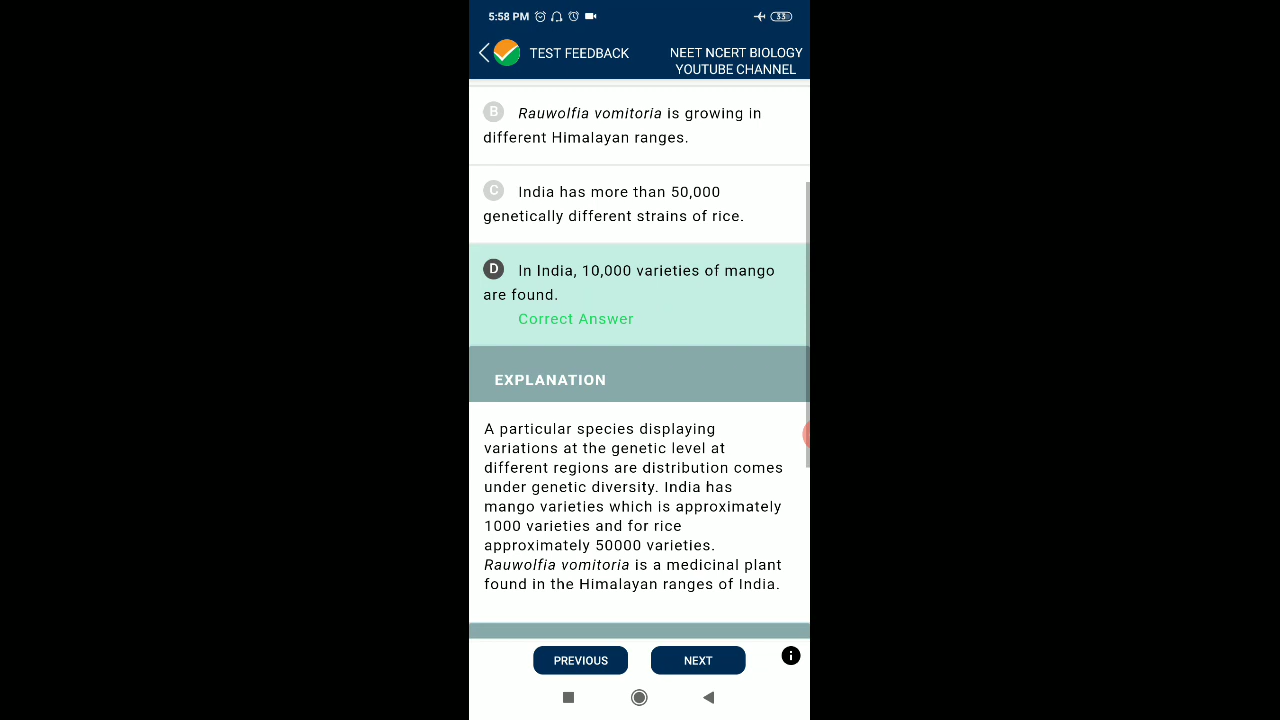 5:58 PM 33
TEST FEEDBACK
NEET NCERT BIOLOGY
YOUTUBE CHANNEL
B Rauwolfia vomitoria is growing in
different Himalayan ranges.
C India has more than 50,000
genetically different strains of rice.
D In India, 10,000 varieties of mango
are found.
Correct Answer
EXPLANATION
A particular species displaying
variations at the genetic level at
different regions are distribution comes
under genetic diversity. India has
mango varieties which is approximately
1000 varieties and for rice
approximately 50000 varieties.
Rauwolfia vomitoria is a medicinal plant
found in the Himalayan ranges of India.
PREVIOUS
NEXT